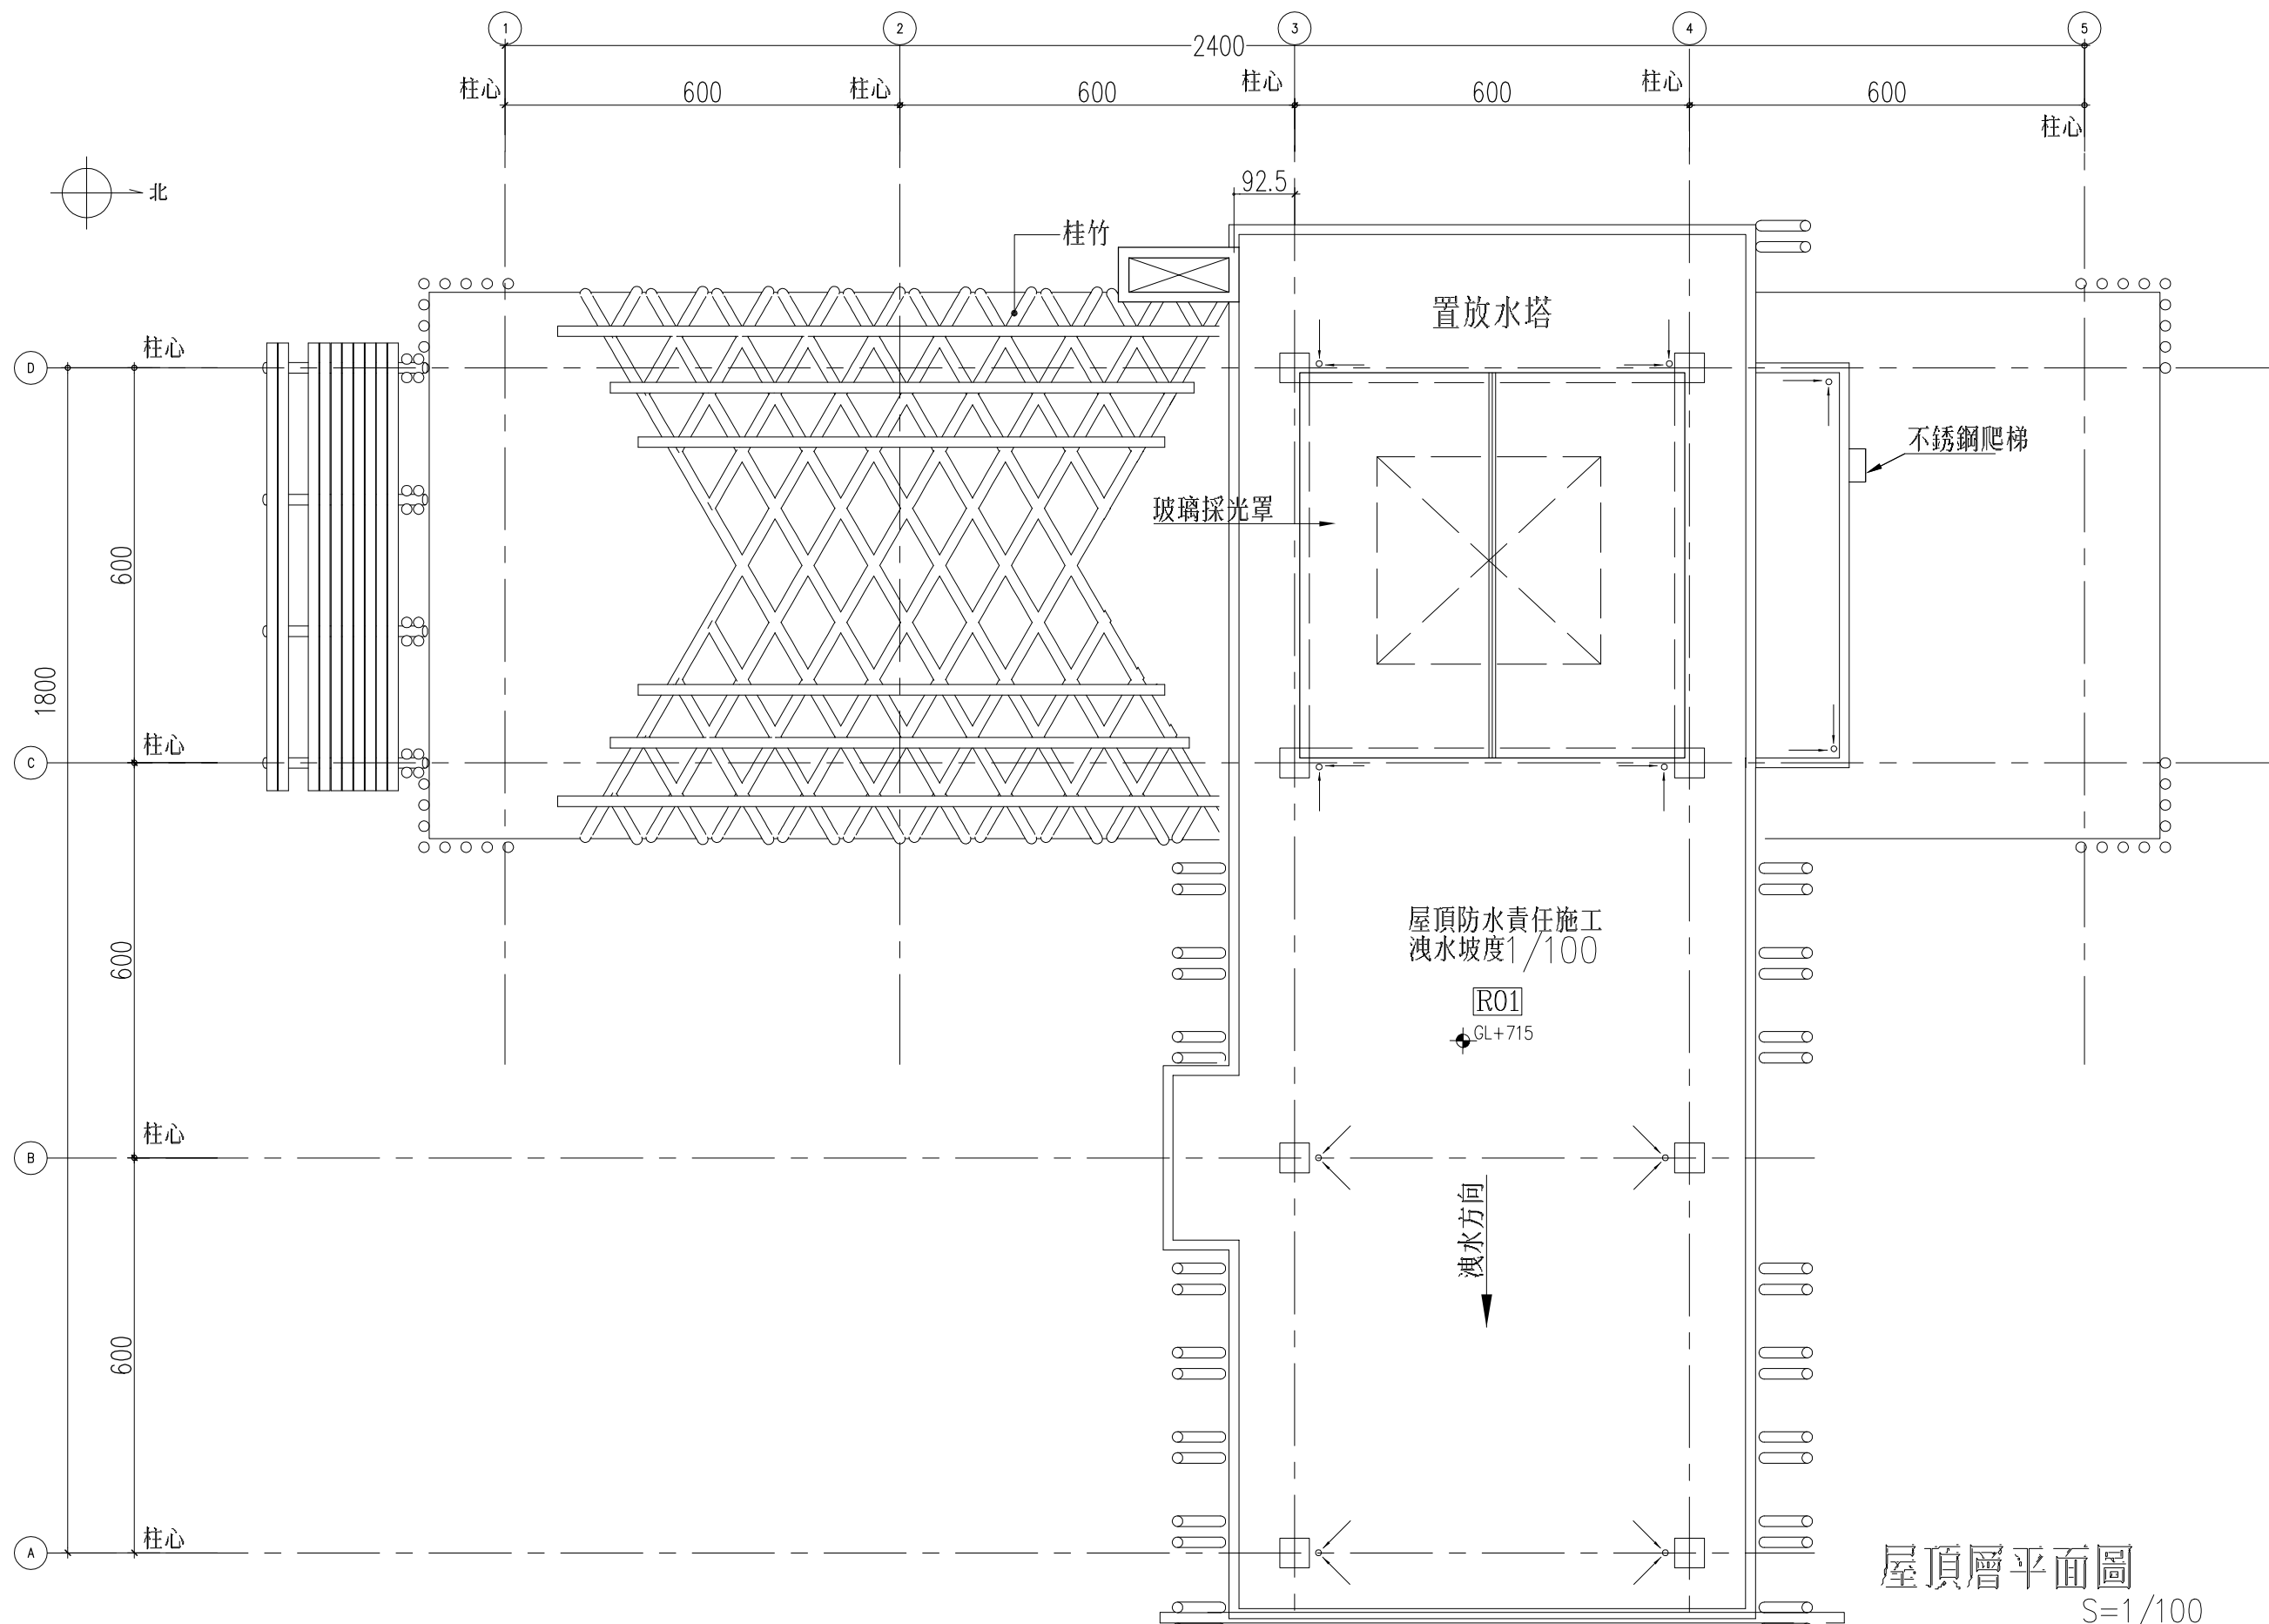 1 2 3 4 5
2400
柱心 柱心 柱心 柱心
600 600 600 600
柱心
北
92.5
桂竹
置放水塔
D 柱心
不銹鋼爬梯
玻璃採光罩
600
1800
C 柱心
屋頂防水責任施工
洩水坡度1/100
600
R01
GL+715
B 柱心
洩水方向
600
A 柱心
屋頂層平面圖
S=1/100